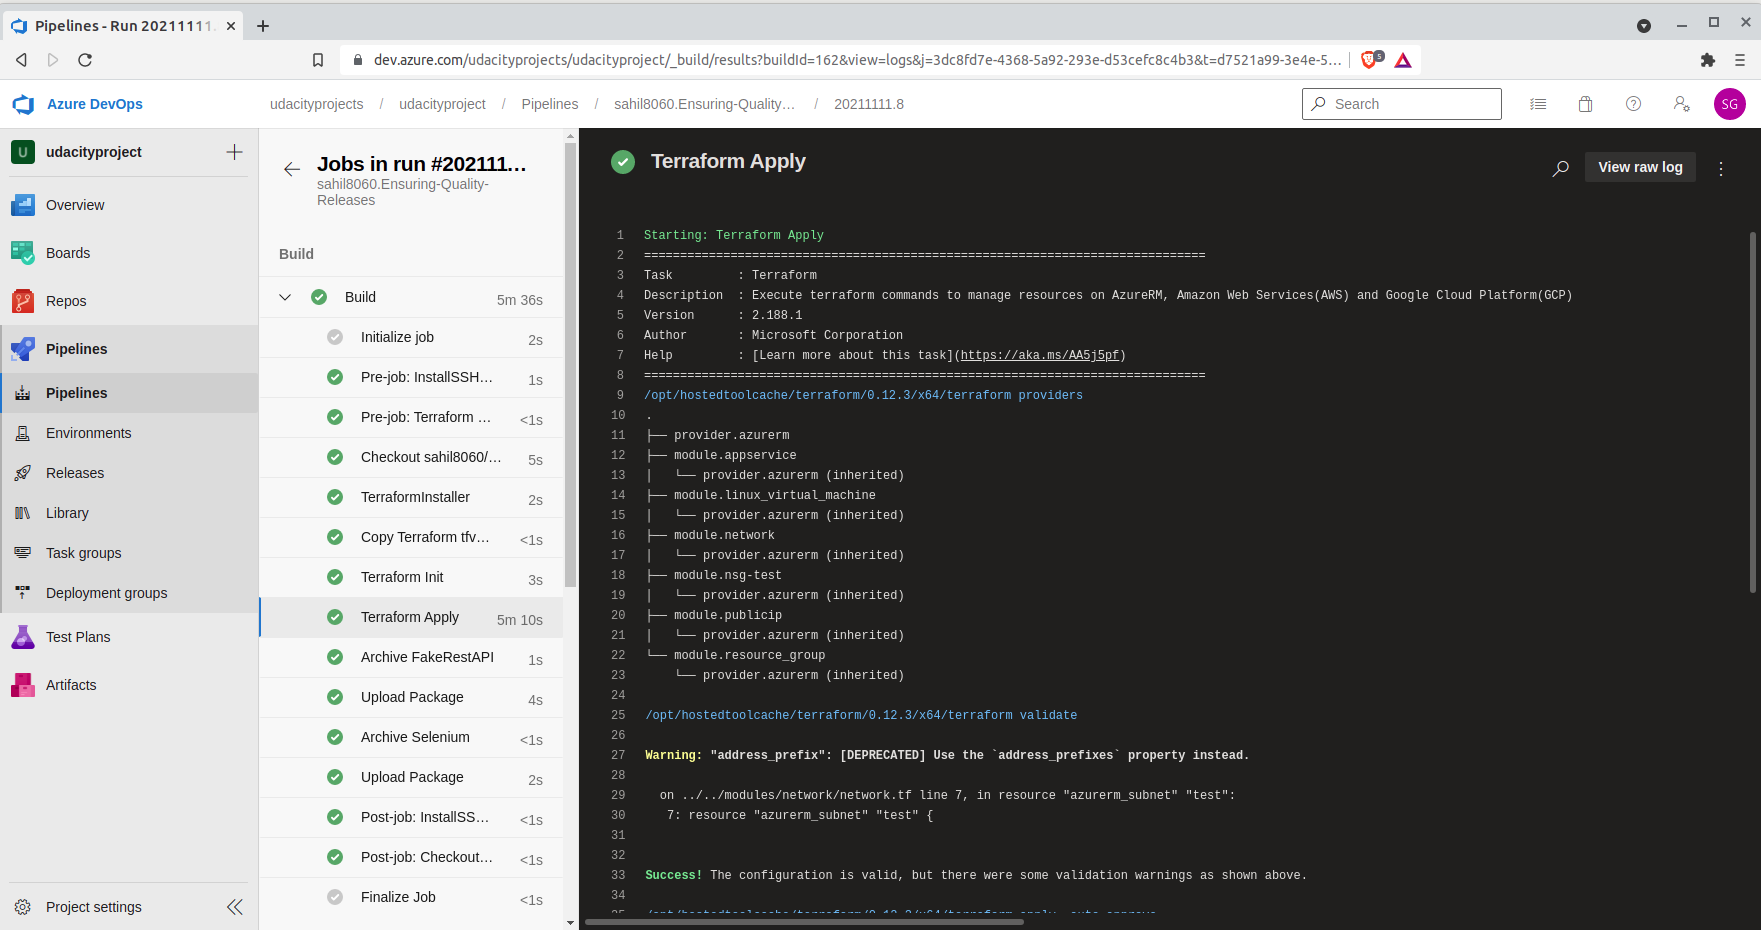 Pipelines - Run 20211111.
dev.azure.com/udacityprojects/udacityproject/_build/results?buildId=162&view=logs&j=3dc8fd7e-4368-5a92-293e-d53cefc8c4b3&t=d7521a99-3e4e-5...
5
Azure DevOps
udacityprojects / udacityproject / Pipelines / sahil8060.Ensuring-Quality... / 20211111.8
Search
SG
U udacityproject
Overview
Boards
Repos
Pipelines
Pipelines
Environments
Releases
Library
Task groups
Deployment groups
Test Plans
Artifacts
Project settings
Jobs in run #202111...
sahil8060.Ensuring-Quality-
Releases
Build
Build 5m 36s
Initialize job 2s
Pre-job: InstallSSH... 1s
Pre-job: Terraform ... <1s
Checkout sahil8060/... 5s
TerraformInstaller 2s
Copy Terraform tfv... <1s
Terraform Init 3s
Terraform Apply 5m 10s
Archive FakeRestAPI 1s
Upload Package 4s
Archive Selenium <1s
Upload Package 2s
Post-job: InstallSS... <1s
Post-job: Checkout... <1s
Finalize Job <1s
Terraform Apply
View raw log
1 Starting: Terraform Apply
2 ==============================================================================
3 Task         : Terraform
4 Description  : Execute terraform commands to manage resources on AzureRM, Amazon Web Services(AWS) and Google Cloud Platform(GCP)
5 Version      : 2.188.1
6 Author       : Microsoft Corporation
7 Help         : [Learn more about this task](https://aka.ms/AA5j5pf)
8 ==============================================================================
9 /opt/hostedtoolcache/terraform/0.12.3/x64/terraform providers
10 .
11 ├── provider.azurerm
12 ├── module.appservice
13 │   └── provider.azurerm (inherited)
14 ├── module.linux_virtual_machine
15 │   └── provider.azurerm (inherited)
16 ├── module.network
17 │   └── provider.azurerm (inherited)
18 ├── module.nsg-test
19 │   └── provider.azurerm (inherited)
20 ├── module.publicip
21 │   └── provider.azurerm (inherited)
22 └── module.resource_group
23     └── provider.azurerm (inherited)
24
25 /opt/hostedtoolcache/terraform/0.12.3/x64/terraform validate
26
27 Warning: "address_prefix": [DEPRECATED] Use the `address_prefixes` property instead.
28
29   on ../../modules/network/network.tf line 7, in resource "azurerm_subnet" "test":
30    7: resource "azurerm_subnet" "test" {
31
32
33 Success! The configuration is valid, but there were some validation warnings as shown above.
34
35 /opt/hostedtoolcache/terraform/0.12.3/x64/terraform apply -auto-approve